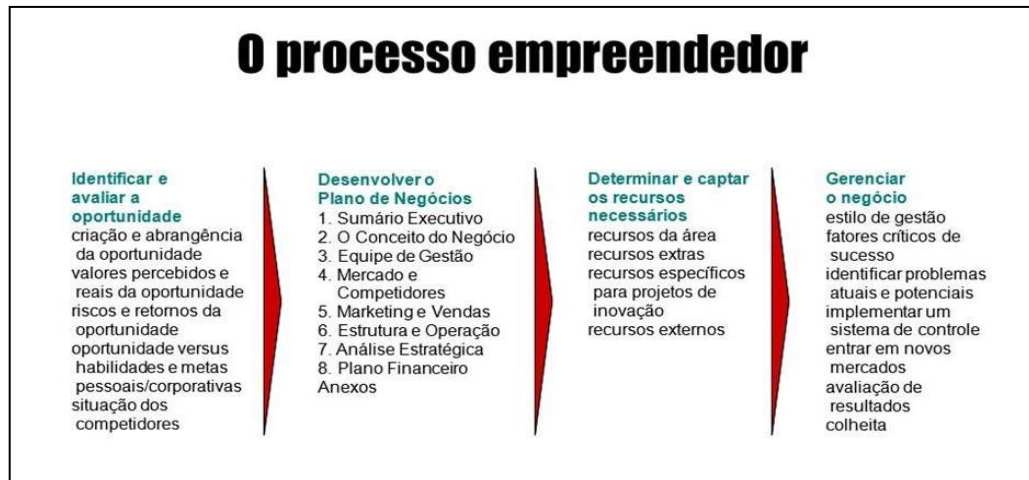 O processo empreendedor
Identificar e
avaliar a
oportunidade
criação e abrangência
da oportunidade
valores percebidos e
reais da oportunidade
riscos e retornos da
oportunidade
oportunidade versus
habilidades e metas
pessoais/corporativas
situação dos
competidores
Desenvolver o
Plano de Negócios
1. Sumário Executivo
2. O Conceito do Negócio
3. Equipe de Gestão
4. Mercado e
Competidores
5. Marketing e Vendas
6. Estrutura e Operação
7. Análise Estratégica
8. Plano Financeiro
Anexos
Determinar e captar
os recursos
necessários
recursos da área
recursos extras
recursos específicos
para projetos de
inovação
recursos externos
Gerenciar
o negócio
estilo de gestão
fatores críticos de
sucesso
identificar problemas
atuais e potenciais
implementar um
sistema de controle
entrar em novos
mercados
avaliação de
resultados
colheita